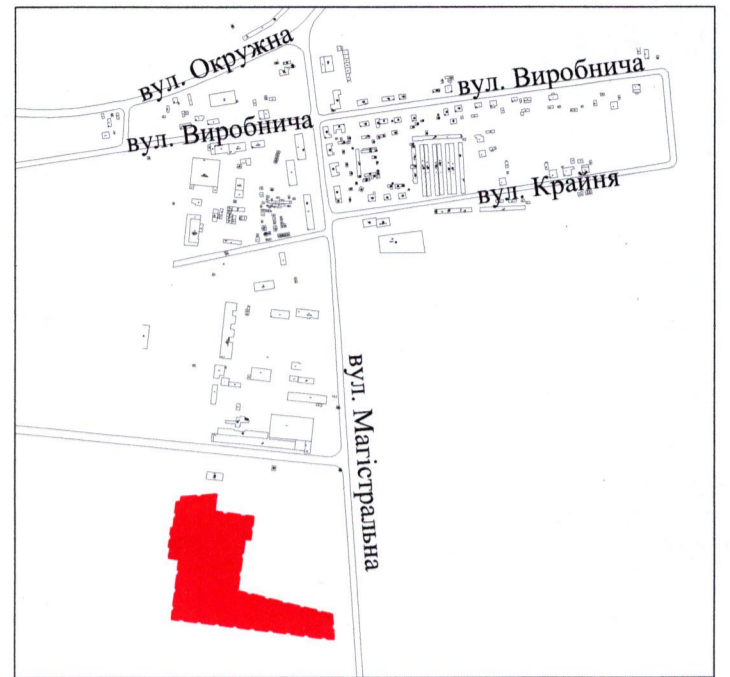 вул. Окружна
вул. Виробнича
вул. Виробнича
вул. Крайня
вул. Магістральна